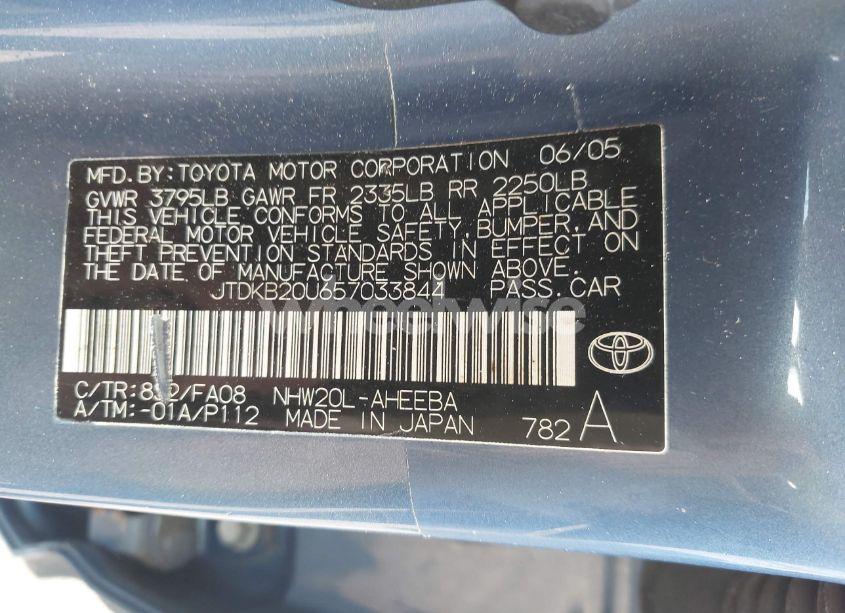 MFD.BY:TOYOTA MOTOR CORPORATION 06/05
GVWR 3795LB GAWR FR 2335LB RR 2250LB
THIS VEHICLE CONFORMS TO ALL APPLICABLE
FEDERAL MOTOR VEHICLE SAFETY,BUMPER,AND
THEFT PREVENTION STANDARDS IN EFFECT ON
THE DATE OF MANUFACTURE SHOWN ABOVE.
JTDKB20U657033844 PASS.CAR
Wheelwise
C/TR: /FA08 NHW20L-AHEEBA
A/TM:-01A/P112 MADE IN JAPAN 782 A